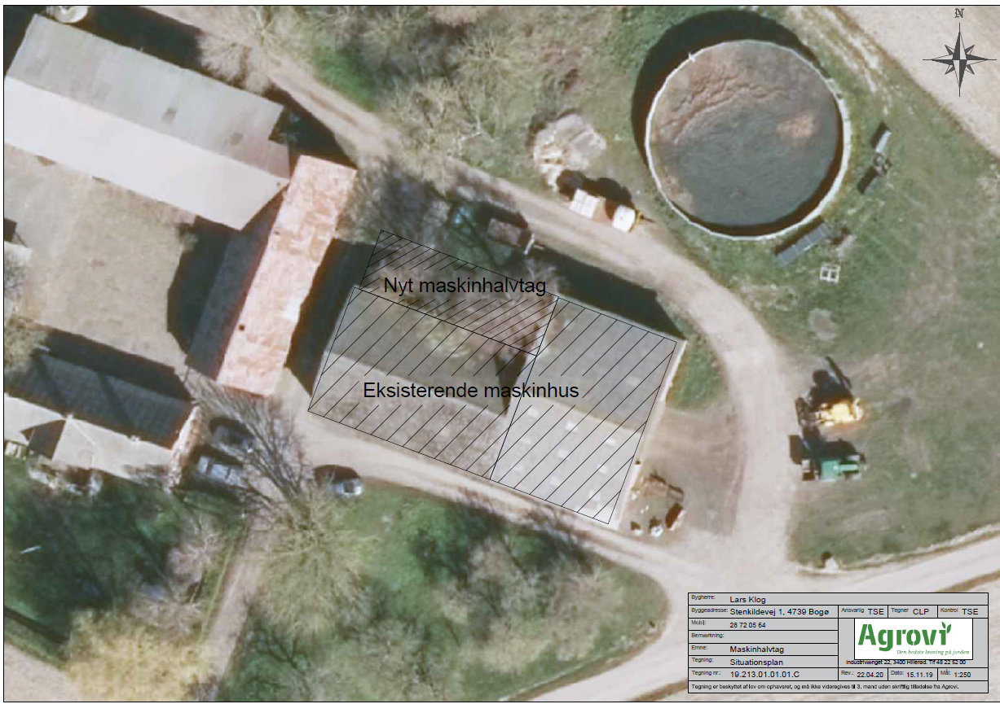 N
Nyt maskinhalvtag
Eksisterende maskinhus
Bygherre: Lars Klog
Byggeadresse: Stenkildevej 1, 4739 Bogø Ansvarlig TSE Tegner CLP Kontrol TSE
Mobil: 28 72 05 64
Bemærkning:
Emne: Maskinhalvtag
Agrovi
Den bedste løsning på jorden
Tegning: Situationsplan
Industrivænget 22, 3400 Hillerød. Tlf 48 22 52 00
Tegning nr.: 19.213.01.01.01.C Rev.: 22.04.20 Dato: 15.11.19 Mål: 1:250
Tegning er beskyttet af lov om ophavsret, og må ikke videregives til 3. mand uden skriftlig tilladelse fra Agrovi.